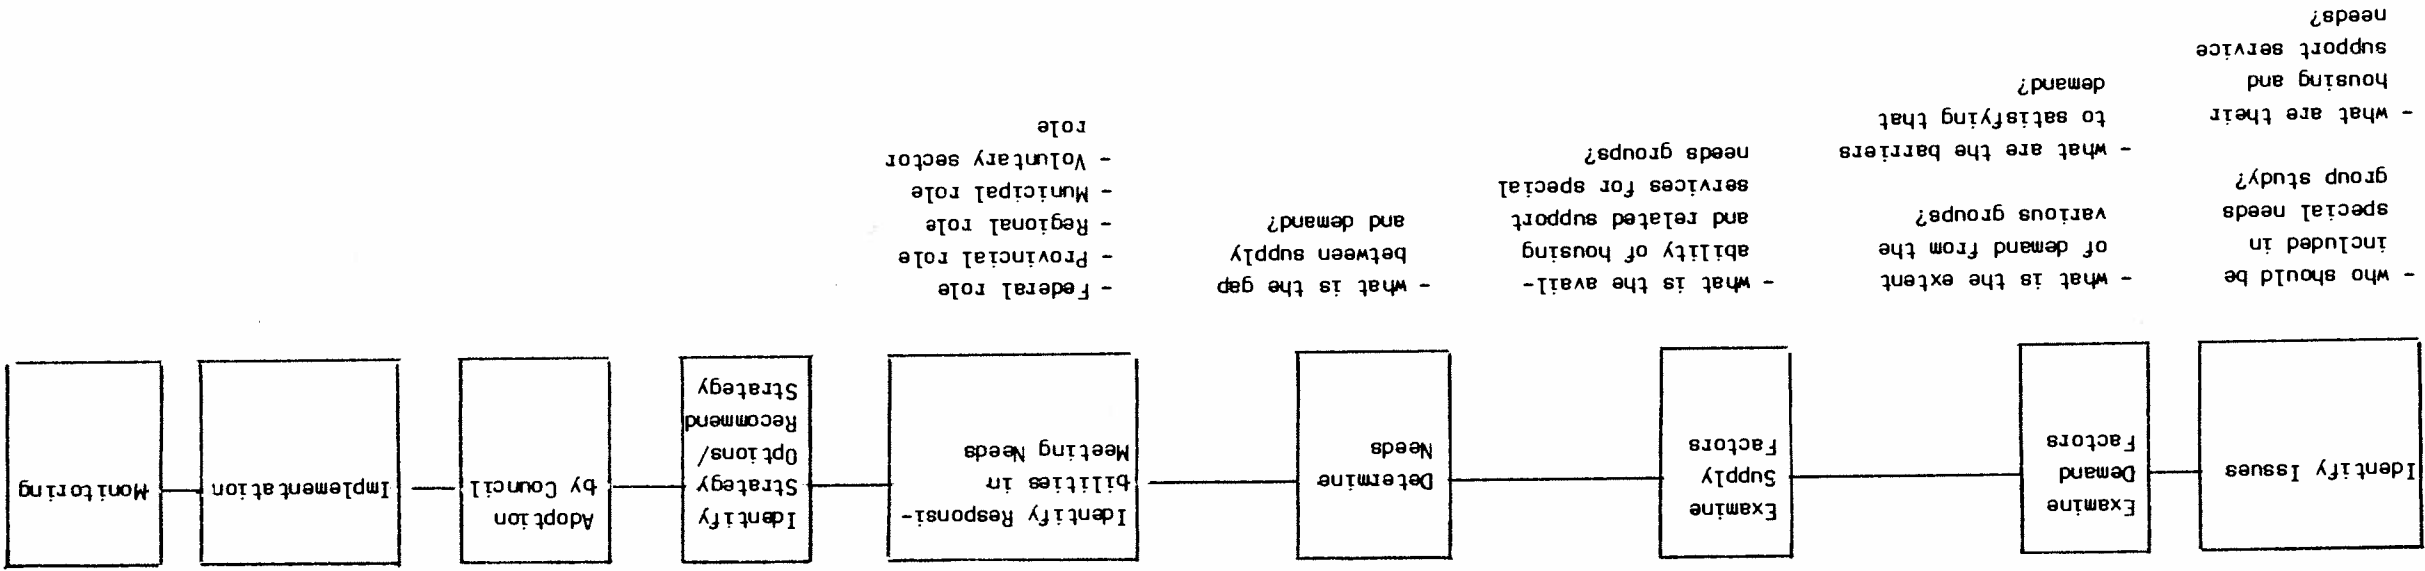 Identify Issues
Examine
Demand
Factors
Examine
Supply
Factors
Determine
Needs
Identify Responsi-
bilities in
Meeting Needs
Identify
Strategy
Options/
Recommend
Strategy
Adoption
by Council
Implementation
Monitoring
- who should be
included in
special needs
group study?
- what are their
housing and
support service
needs?
- what is the extent
of demand from the
various groups?
- what are the barriers
to satisfying that
demand?
- what is the avail-
ability of housing
and related support
services for special
needs groups?
- what is the gap
between supply
and demand?
- Federal role
- Provincial role
- Regional role
- Municipal role
- Voluntary sector
role